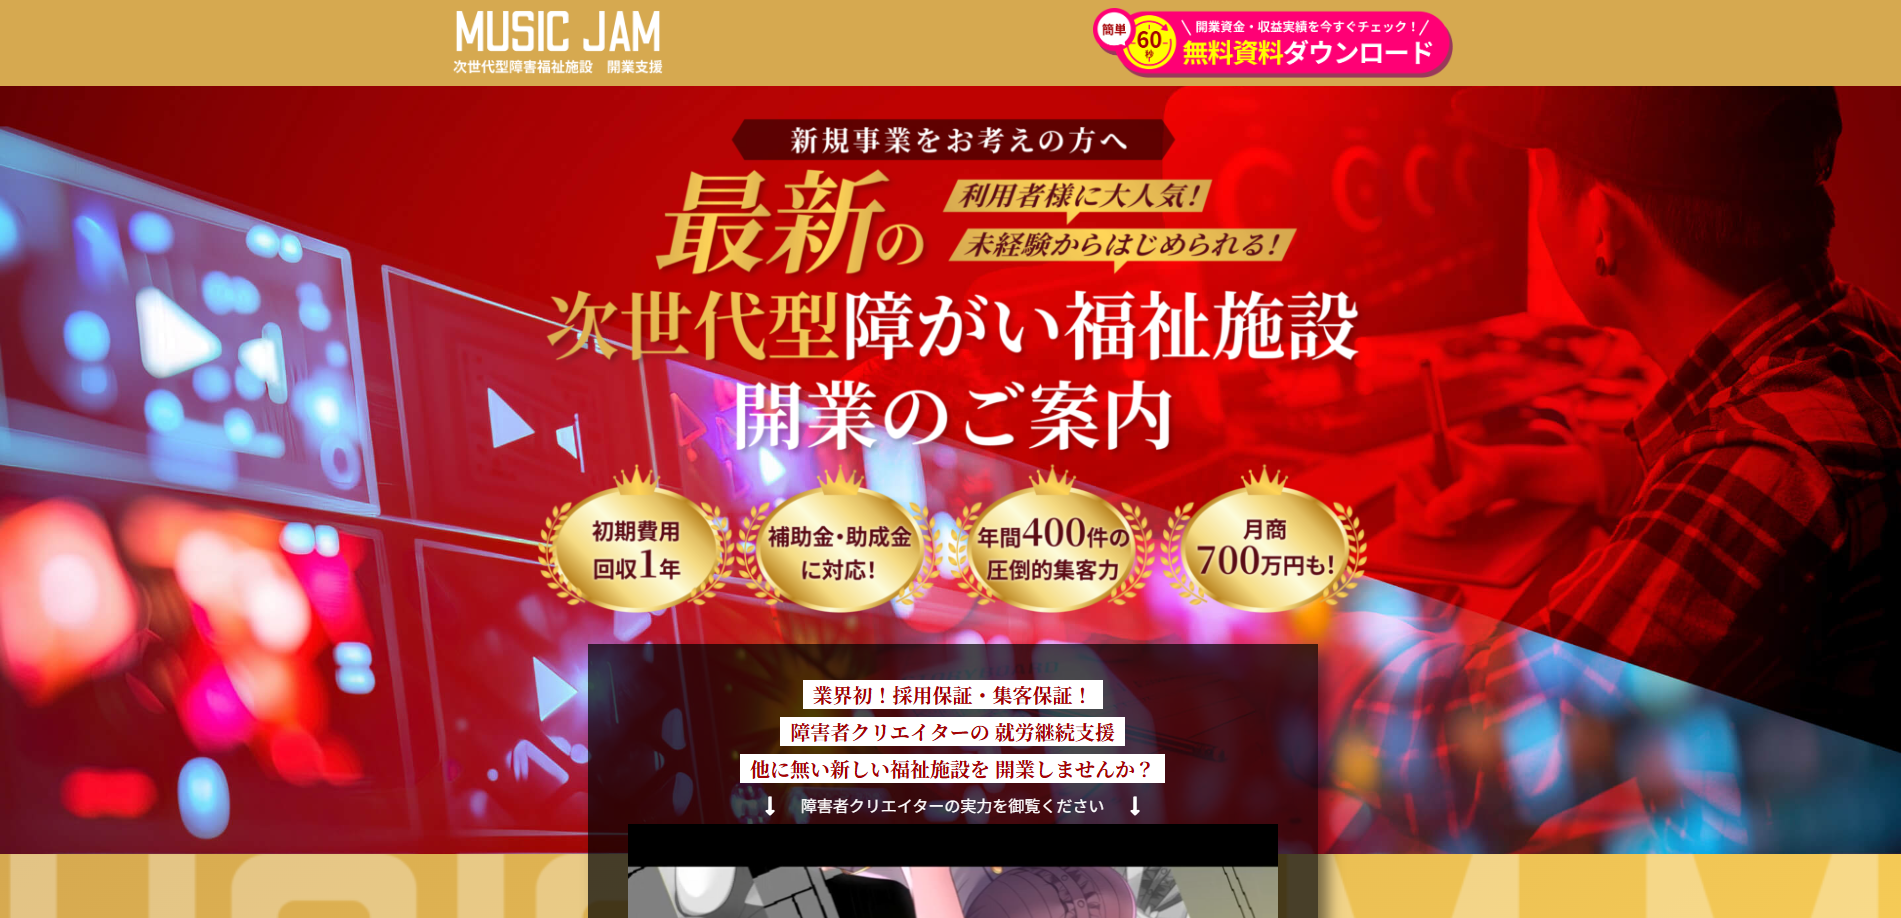 MUSIC JAM
次世代型障害福祉施設　開業支援
簡単
60
秒
開業資金・収益実績を今すぐチェック！
無料資料ダウンロード
新規事業をお考えの方へ
最新の
利用者様に大人気！
未経験からはじめられる！
次世代型障がい福祉施設
開業のご案内
初期費用
回収1年
補助金・助成金
に対応！
年間400件の
圧倒的集客力
月商
700万円も！
業界初！採用保証・集客保証！
障害者クリエイターの 就労継続支援
他に無い新しい福祉施設を 開業しませんか？
↓ 障害者クリエイターの実力を御覧ください ↓